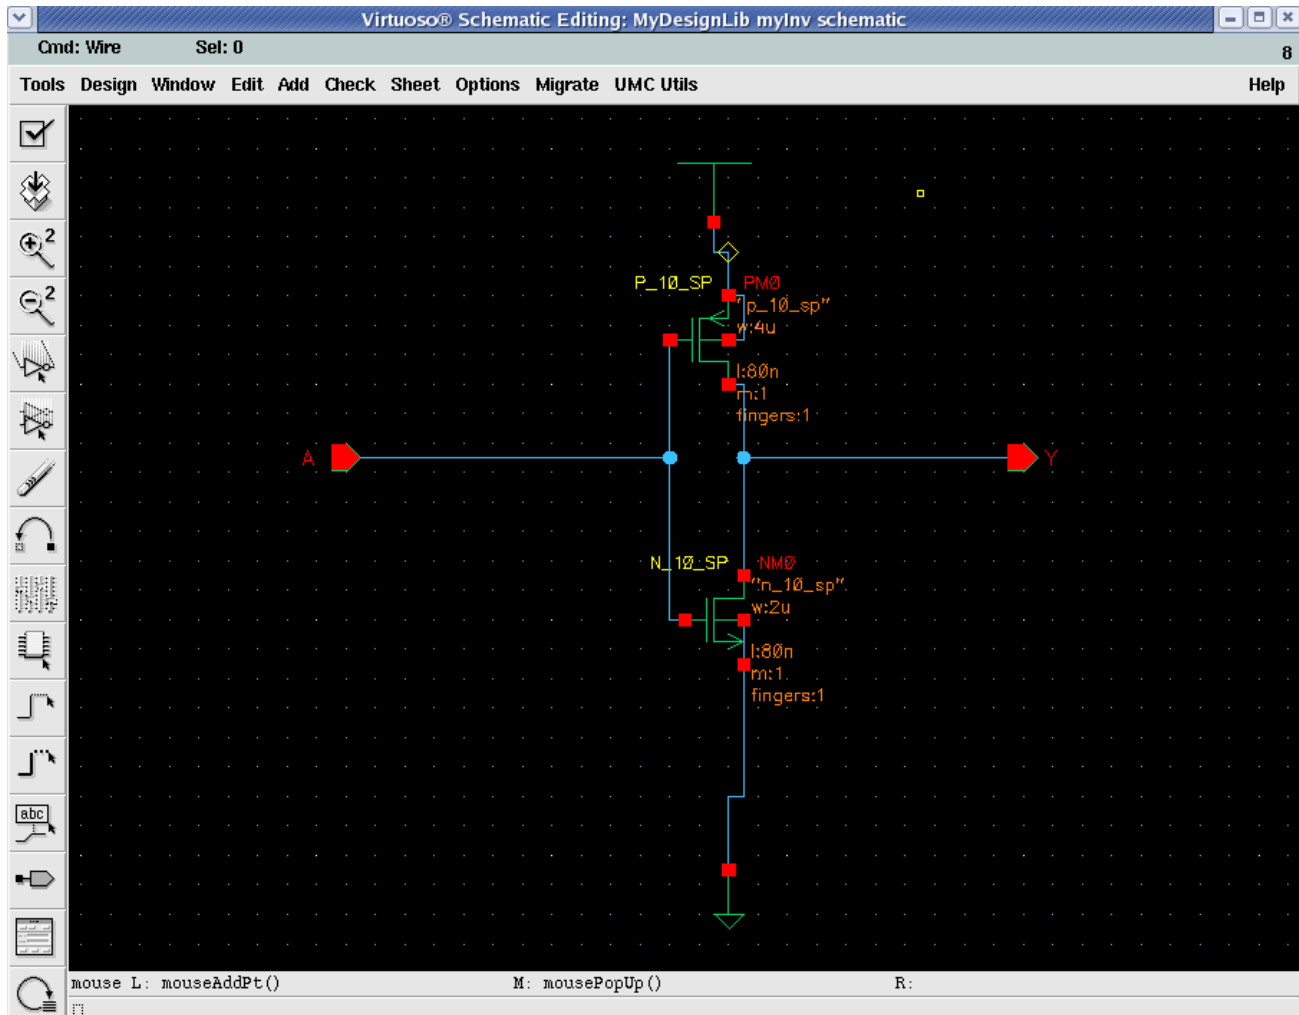 Virtuoso® Schematic Editing: MyDesignLib myInv schematic
Cmd: Wire Sel: 0 8
Tools Design Window Edit Add Check Sheet Options Migrate UMC Utils Help
2
2
abc
P_10_SP PM0
"p_10_sp"
w:4u
l:80n
m:1
fingers:1
A Y
N_10_SP NM0
"n_10_sp"
w:2u
l:80n
m:1
fingers:1
mouse L: mouseAddPt() M: mousePopUp() R: